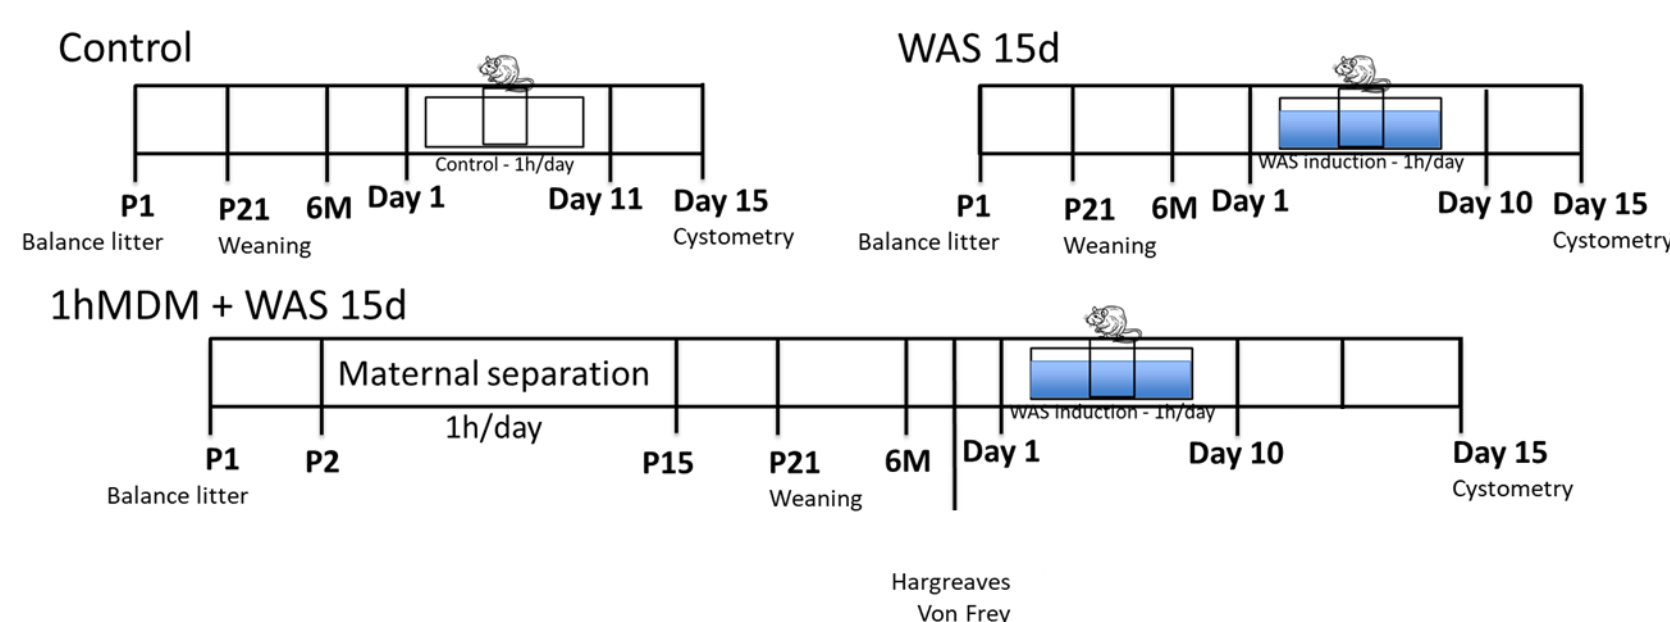 Control
Control - 1h/day
P1
P21
6M
Day 1
Day 11
Day 15
Balance litter
Weaning
Cystometry
WAS 15d
WAS induction - 1h/day
P1
P21
6M
Day 1
Day 10
Day 15
Balance litter
Weaning
Cystometry
1hMDM + WAS 15d
Maternal separation
1h/day
WAS induction - 1h/day
P1
P2
P15
P21
6M
Day 1
Day 10
Day 15
Balance litter
Weaning
Cystometry
Hargreaves
Von Frey